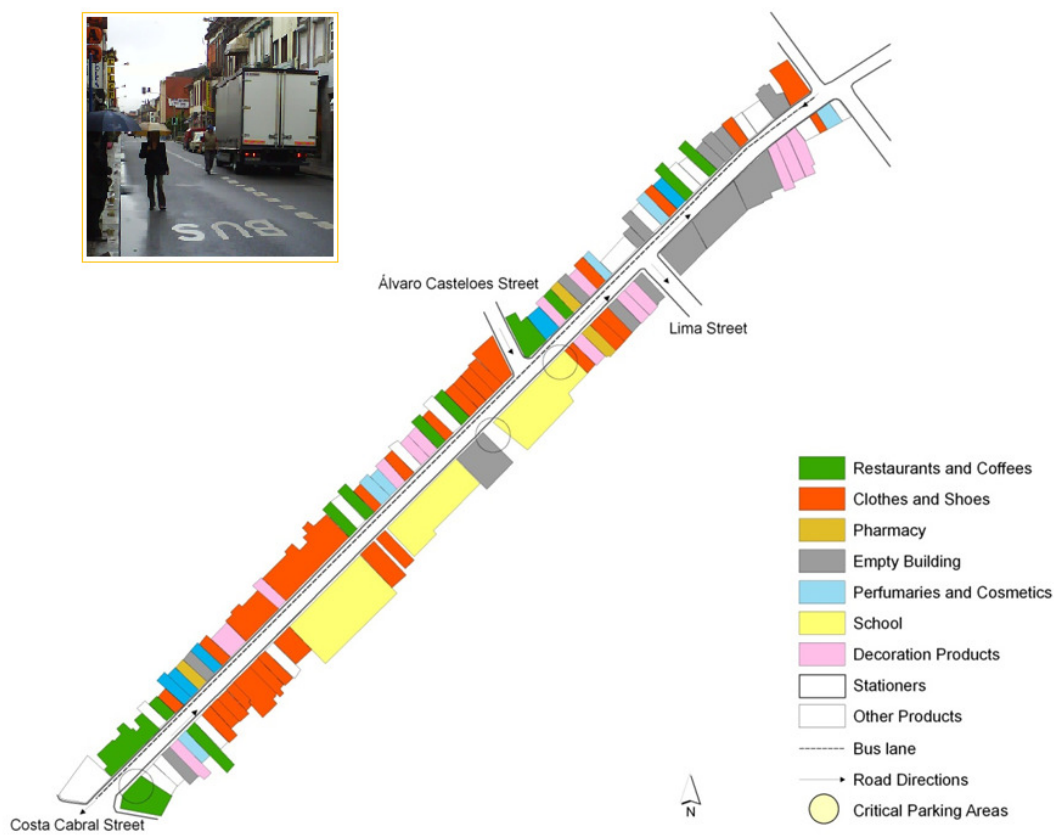 BUS
Álvaro Casteloes Street
Lima Street
Restaurants and Coffees
Clothes and Shoes
Pharmacy
Empty Building
Perfumaries and Cosmetics
School
Decoration Products
Stationers
Other Products
Bus lane
Road Directions
Critical Parking Areas
N
Costa Cabral Street